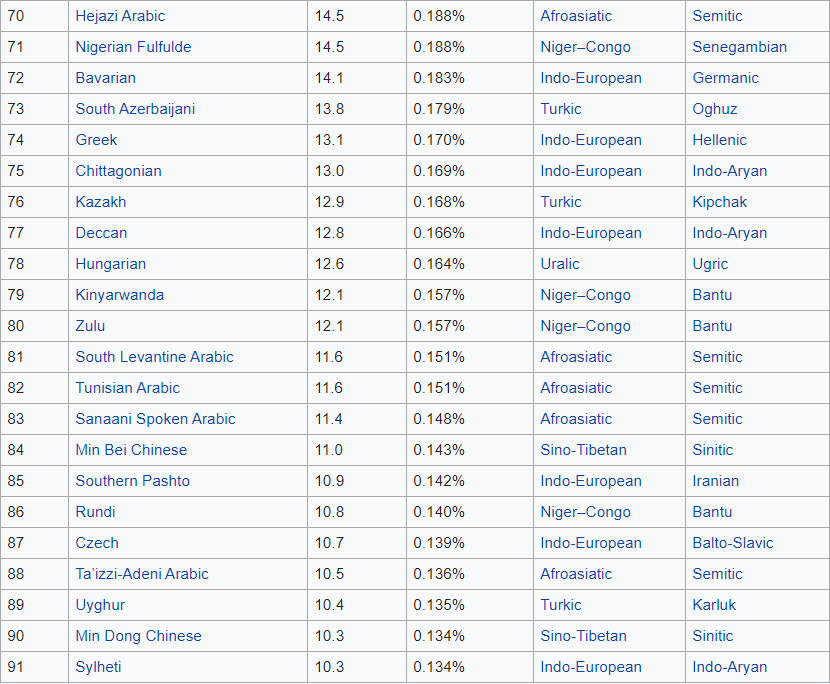 70 Hejazi Arabic 14.5 0.188% Afroasiatic Semitic
71 Nigerian Fulfulde 14.5 0.188% Niger–Congo Senegambian
72 Bavarian 14.1 0.183% Indo-European Germanic
73 South Azerbaijani 13.8 0.179% Turkic Oghuz
74 Greek 13.1 0.170% Indo-European Hellenic
75 Chittagonian 13.0 0.169% Indo-European Indo-Aryan
76 Kazakh 12.9 0.168% Turkic Kipchak
77 Deccan 12.8 0.166% Indo-European Indo-Aryan
78 Hungarian 12.6 0.164% Uralic Ugric
79 Kinyarwanda 12.1 0.157% Niger–Congo Bantu
80 Zulu 12.1 0.157% Niger–Congo Bantu
81 South Levantine Arabic 11.6 0.151% Afroasiatic Semitic
82 Tunisian Arabic 11.6 0.151% Afroasiatic Semitic
83 Sanaani Spoken Arabic 11.4 0.148% Afroasiatic Semitic
84 Min Bei Chinese 11.0 0.143% Sino-Tibetan Sinitic
85 Southern Pashto 10.9 0.142% Indo-European Iranian
86 Rundi 10.8 0.140% Niger–Congo Bantu
87 Czech 10.7 0.139% Indo-European Balto-Slavic
88 Taʽizzi-Adeni Arabic 10.5 0.136% Afroasiatic Semitic
89 Uyghur 10.4 0.135% Turkic Karluk
90 Min Dong Chinese 10.3 0.134% Sino-Tibetan Sinitic
91 Sylheti 10.3 0.134% Indo-European Indo-Aryan